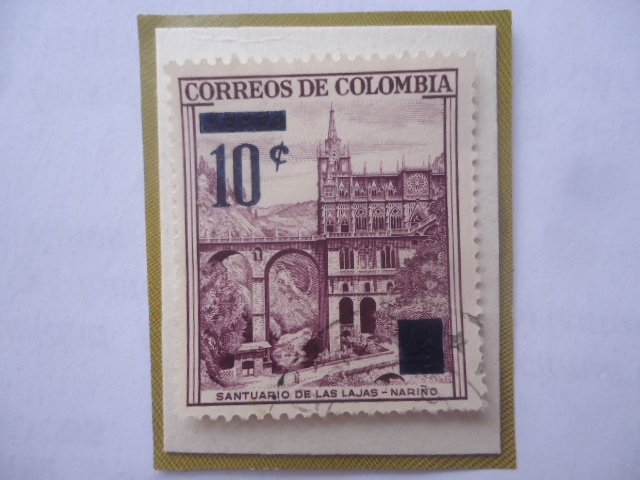 CORREOS DE COLOMBIA
10¢
SANTUARIO DE LAS LAJAS – NARIÑO